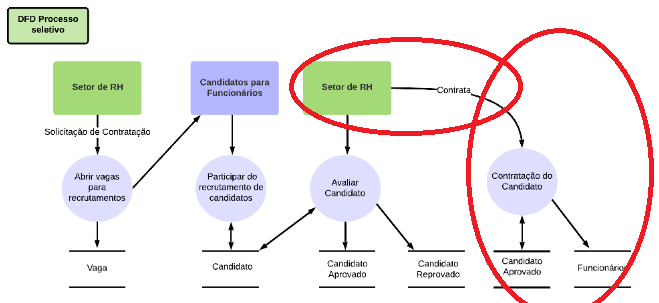 DFD Processo
seletivo
Setor de RH
Candidatos para
Funcionários
Setor de RH
Contrata
Solicitação de Contratação
Abrir vagas
para
recrutamentos
Participar do
recrutamento de
candidatos
Avaliar
Candidato
Contratação do
Candidato
Vaga
Candidato
Candidato
Aprovado
Candidato
Reprovado
Candidato
Aprovado
Funcionário